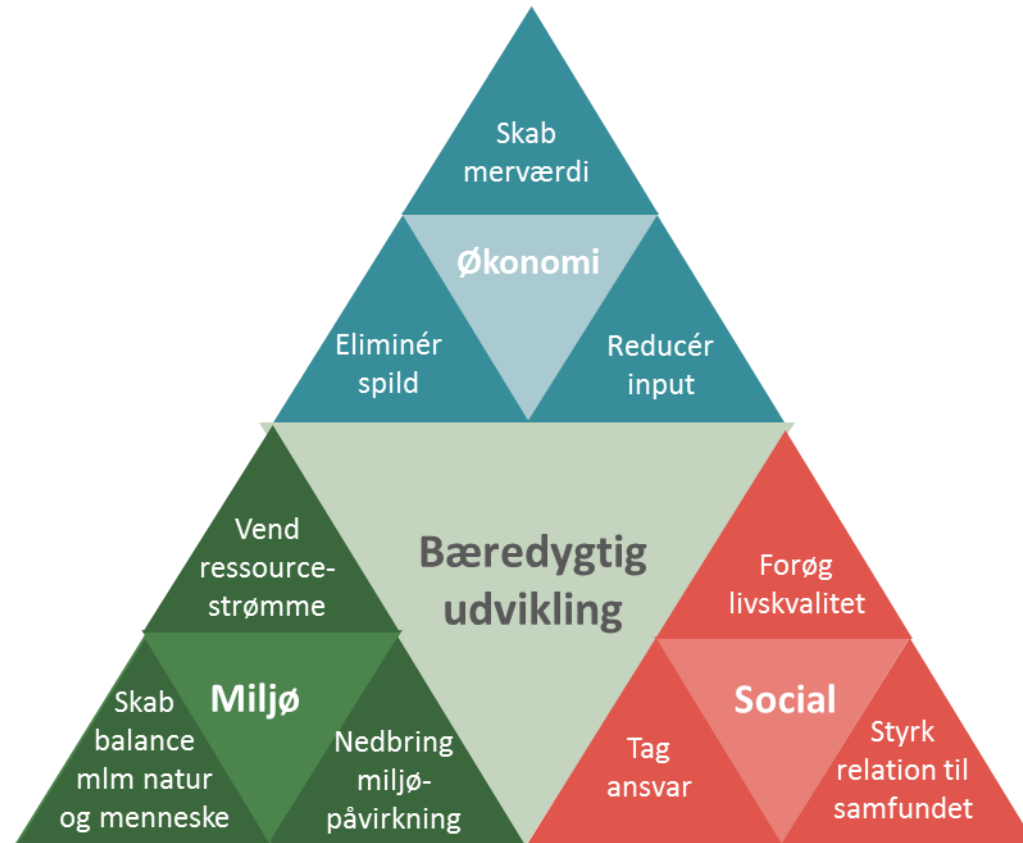 Skab
merværdi
Økonomi
Eliminér
spild
Reducér
input
Bæredygtig
udvikling
Vend
ressource-
strømme
Miljø
Skab
balance
mlm natur
og menneske
Nedbring
miljø-
påvirkning
Forøg
livskvalitet
Social
Tag
ansvar
Styrk
relation til
samfundet